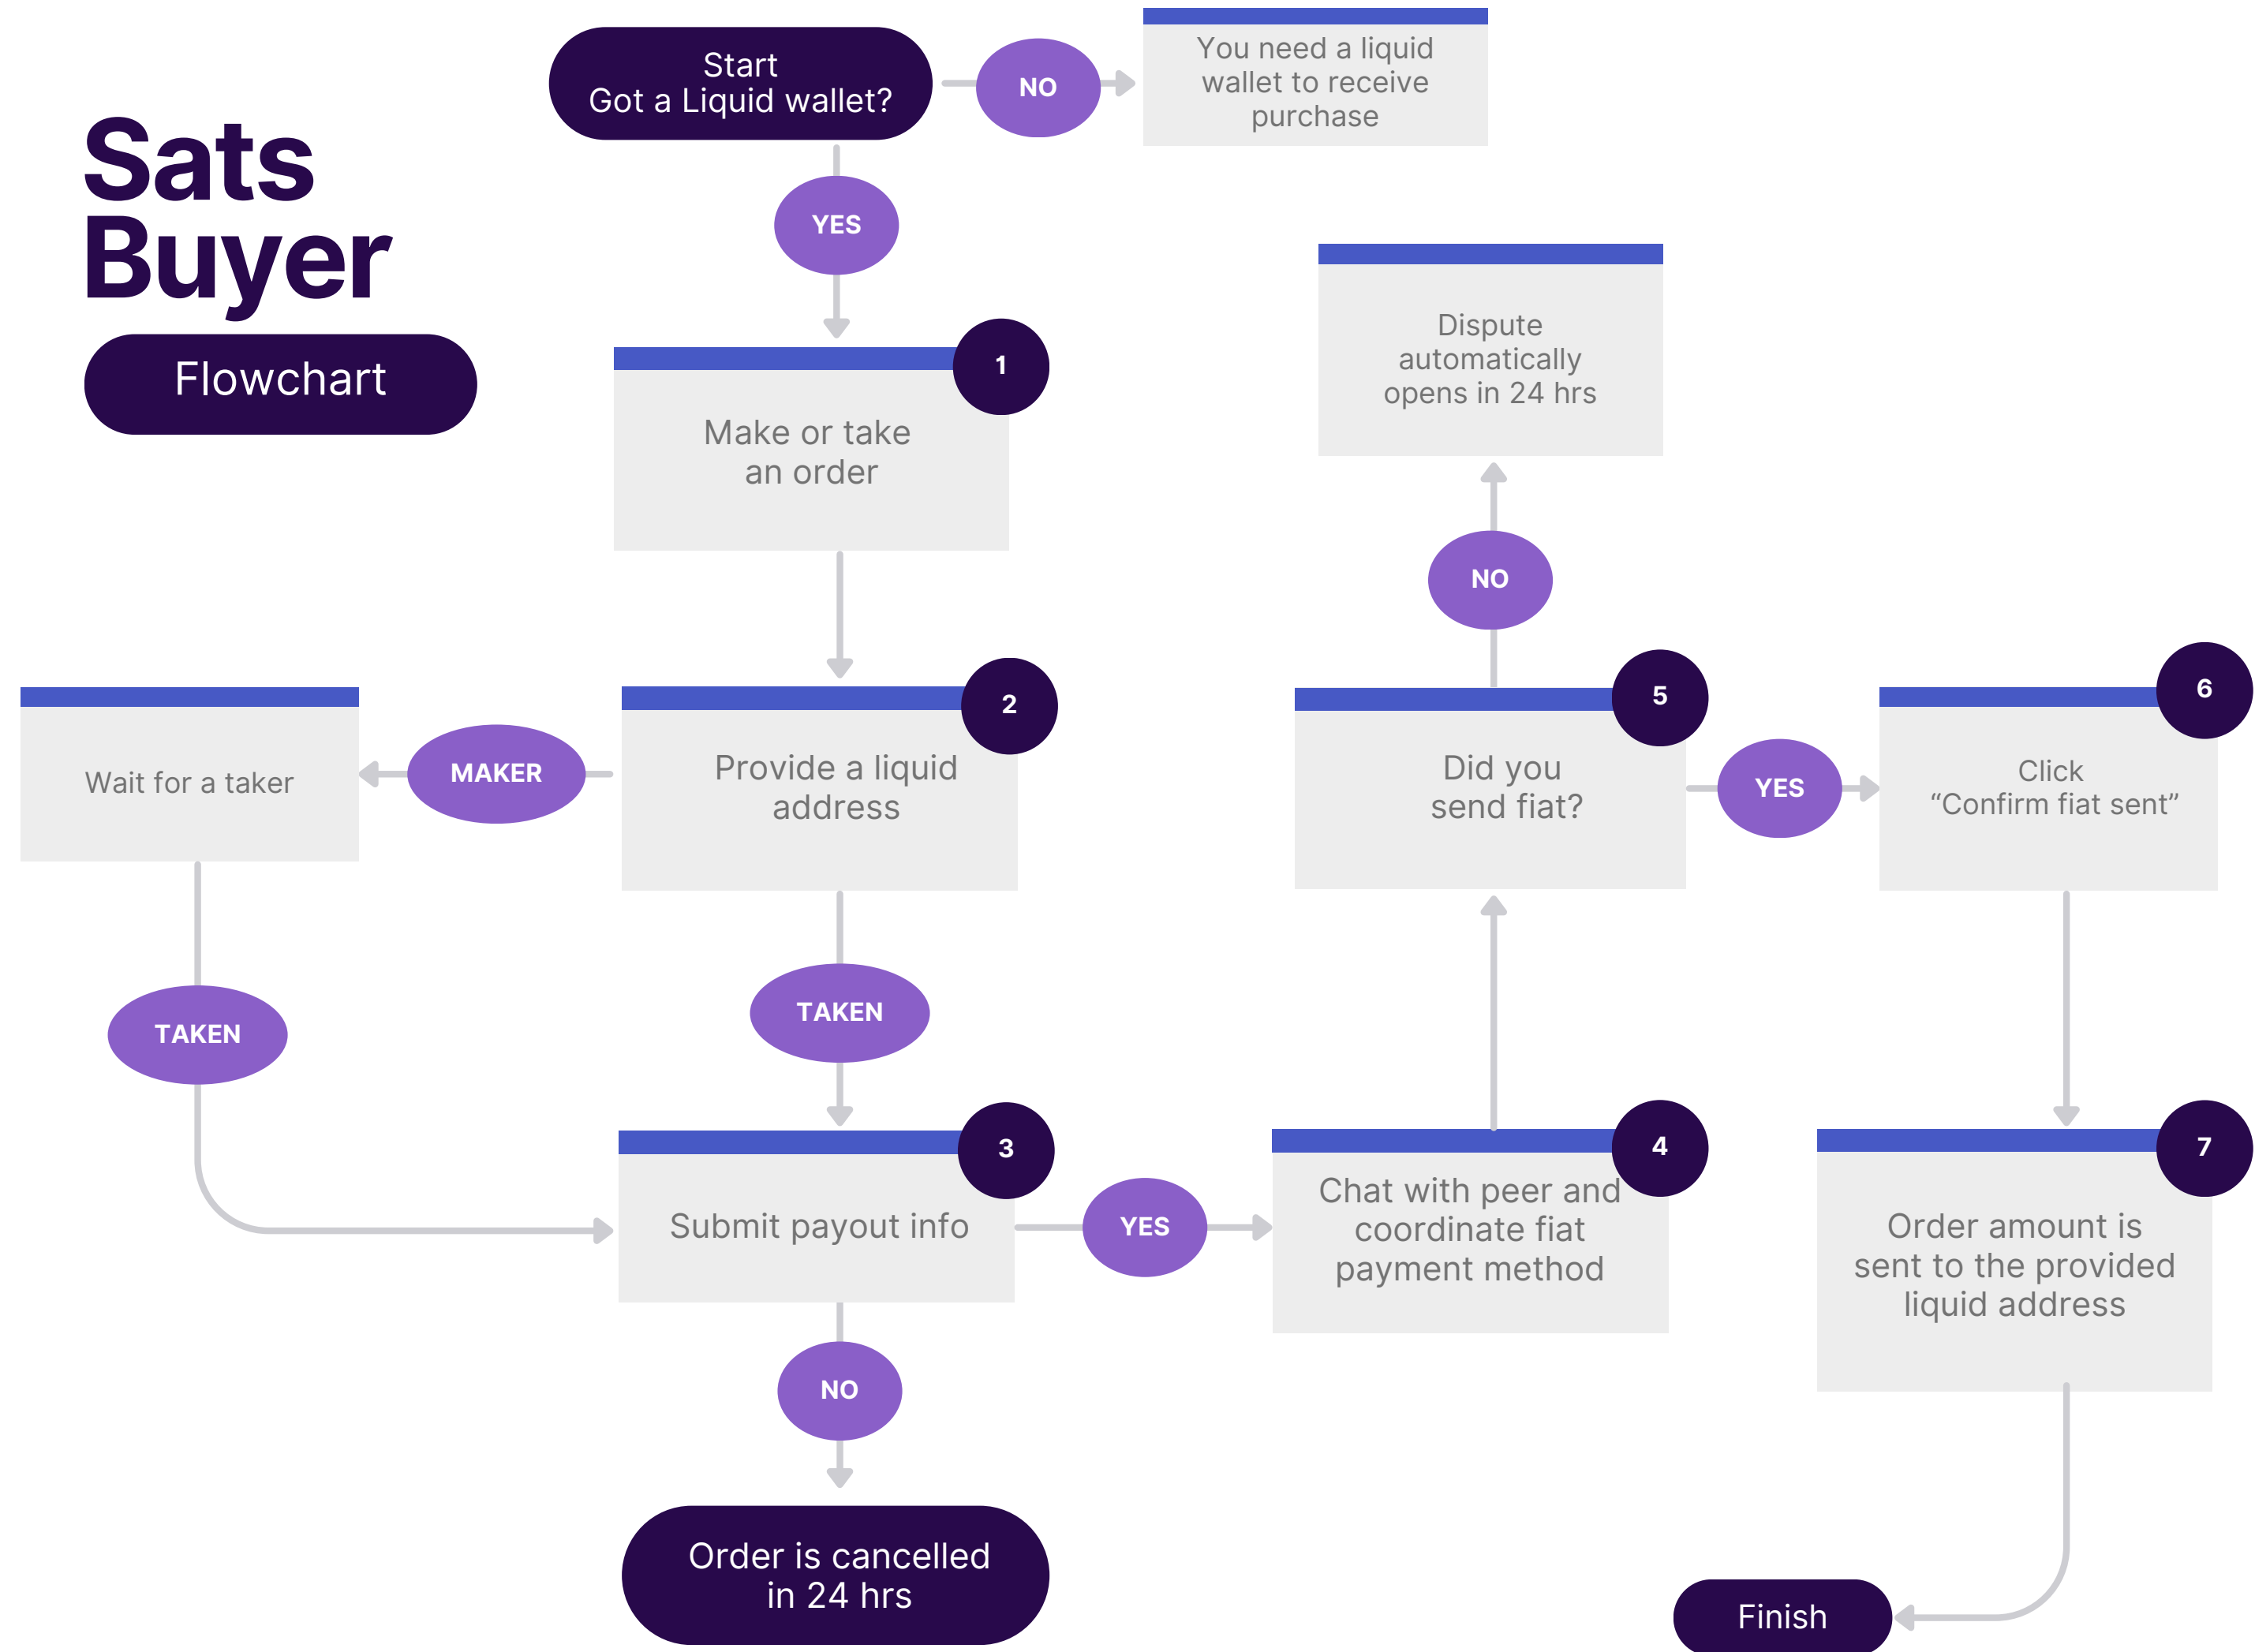 Sats
Buyer
Flowchart
Start
Got a Liquid wallet?
NO
You need a liquid
wallet to receive
purchase
YES
1
Make or take
an order
2
Provide a liquid
address
MAKER
Wait for a taker
TAKEN
TAKEN
3
Submit payout info
NO
Order is cancelled
in 24 hrs
YES
4
Chat with peer and
coordinate fiat
payment method
5
Did you
send fiat?
NO
Dispute
automatically
opens in 24 hrs
YES
6
Click
“Confirm fiat sent”
7
Order amount is
sent to the provided
liquid address
Finish